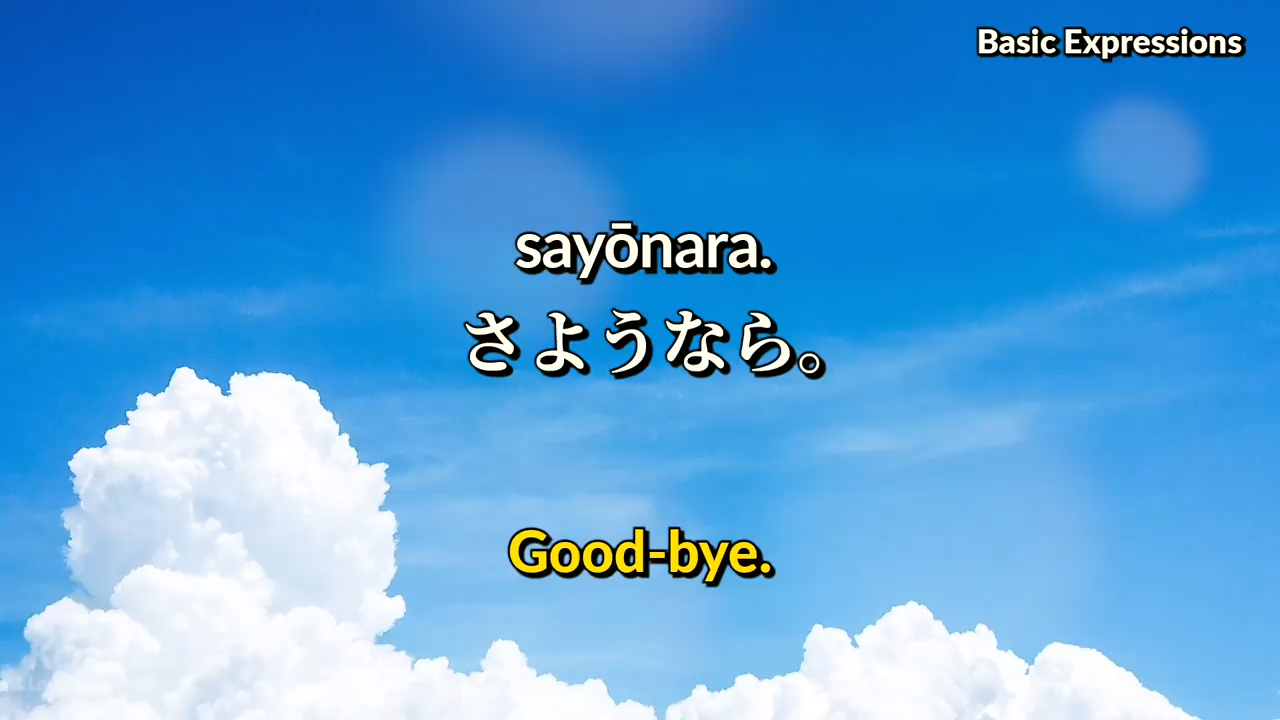 Basic Expressions
sayōnara.
さようなら。
Good-bye.